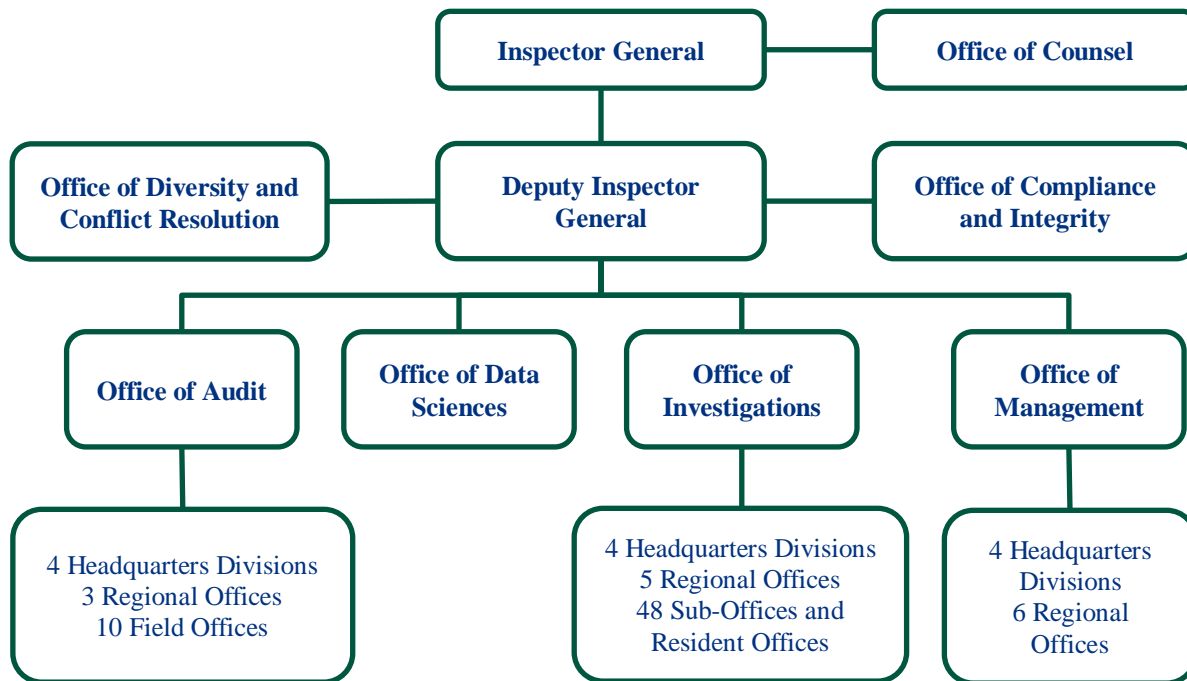 Inspector General
Office of Counsel
Office of Diversity and
Conflict Resolution
Deputy Inspector
General
Office of Compliance
and Integrity
Office of Audit
Office of Data
Sciences
Office of
Investigations
Office of
Management
4 Headquarters Divisions
3 Regional Offices
10 Field Offices
4 Headquarters Divisions
5 Regional Offices
48 Sub-Offices and
Resident Offices
4 Headquarters
Divisions
6 Regional
Offices